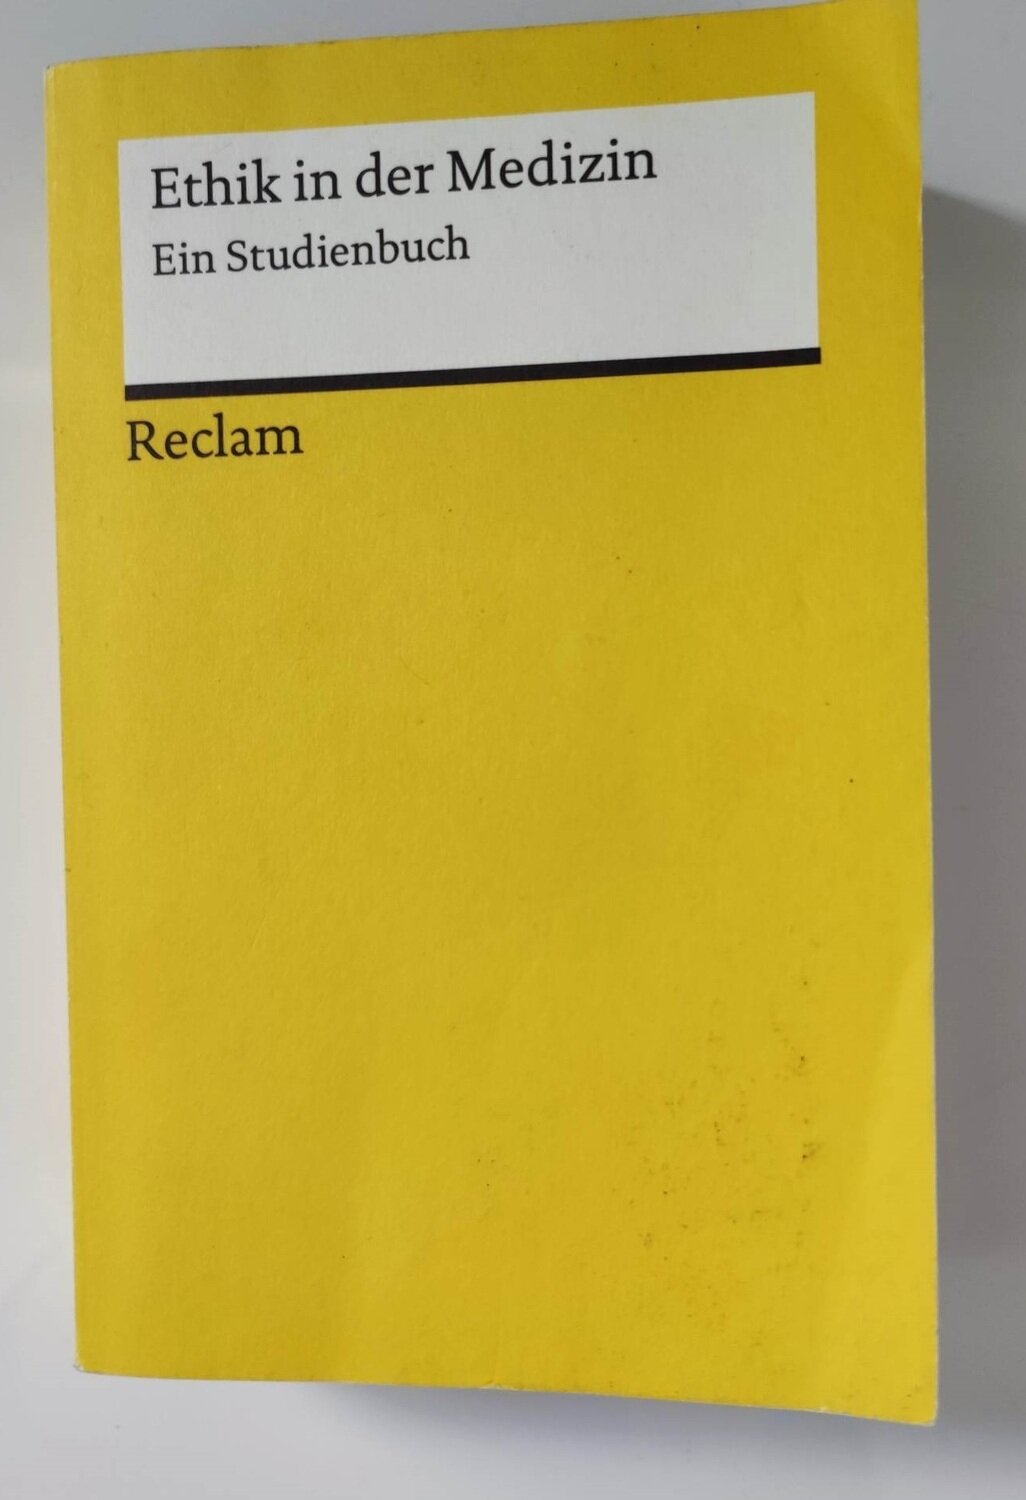 Ethik in der Medizin
Ein Studienbuch
Reclam